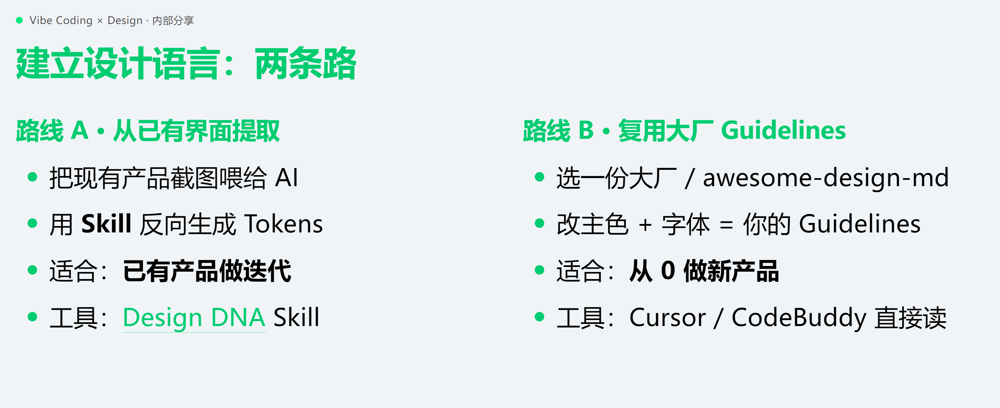 Vibe Coding × Design · 内部分享
建立设计语言：两条路
路线 A · 从已有界面提取
把现有产品截图喂给 AI
用 Skill 反向生成 Tokens
适合：已有产品做迭代
工具：Design DNA Skill
路线 B · 复用大厂 Guidelines
选一份大厂 / awesome-design-md
改主色 + 字体 = 你的 Guidelines
适合：从 0 做新产品
工具：Cursor / CodeBuddy 直接读